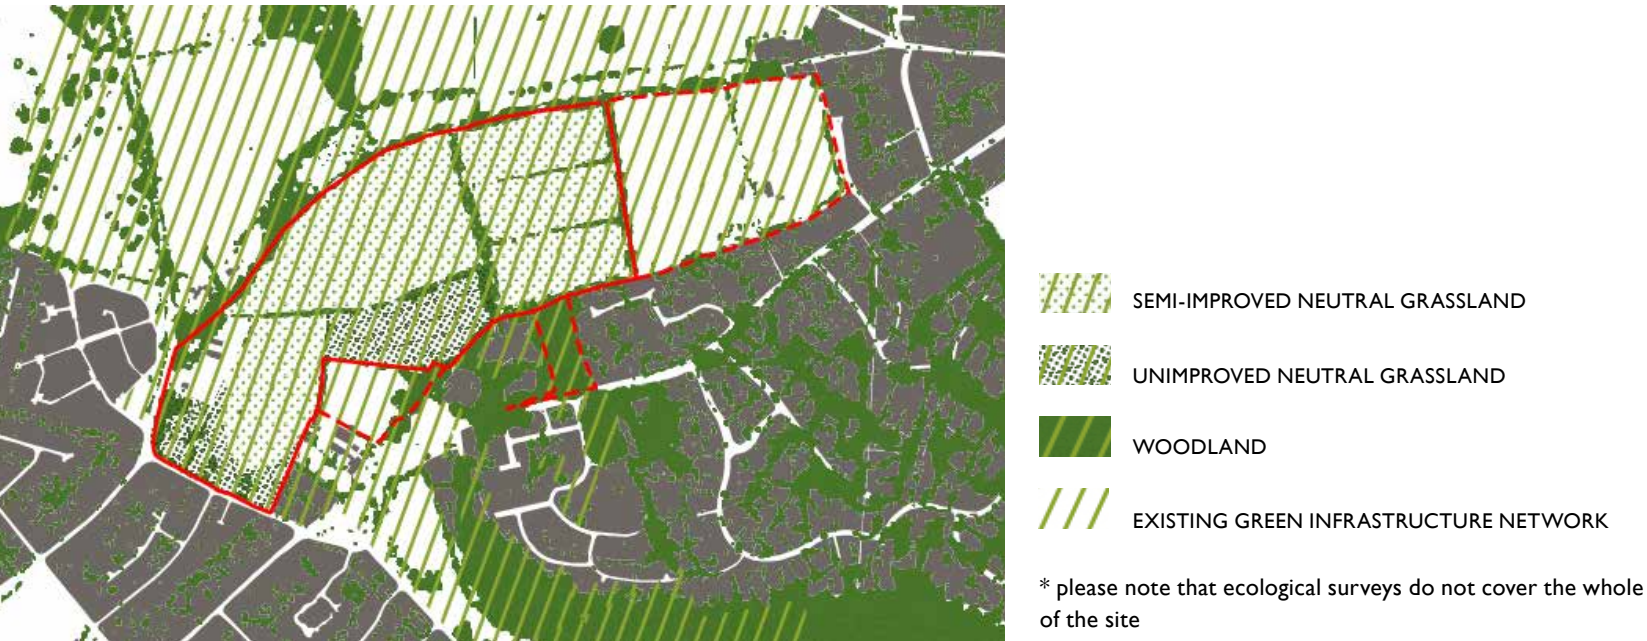 SEMI-IMPROVED NEUTRAL GRASSLAND
UNIMPROVED NEUTRAL GRASSLAND
WOODLAND
EXISTING GREEN INFRASTRUCTURE NETWORK
* please note that ecological surveys do not cover the whole
of the site